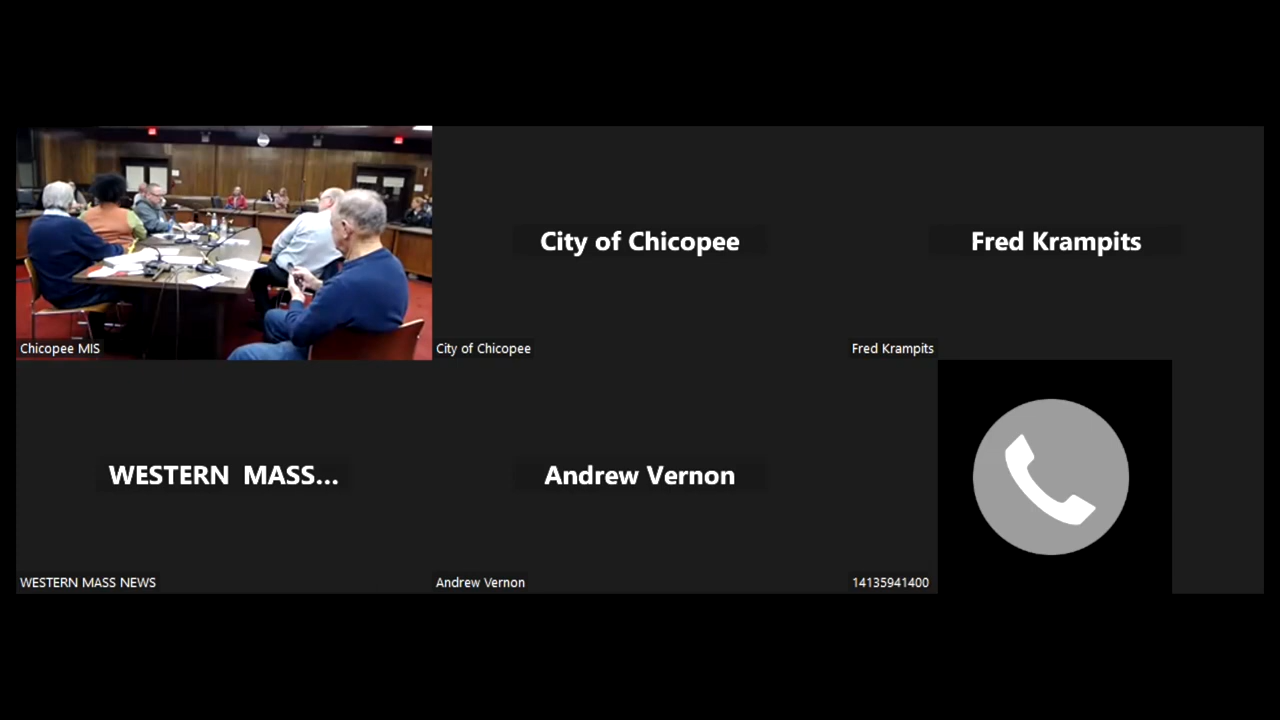 City of Chicopee
Fred Krampits
Chicopee MIS
City of Chicopee
Fred Krampits
WESTERN MASS...
Andrew Vernon
WESTERN MASS NEWS
Andrew Vernon
14135941400